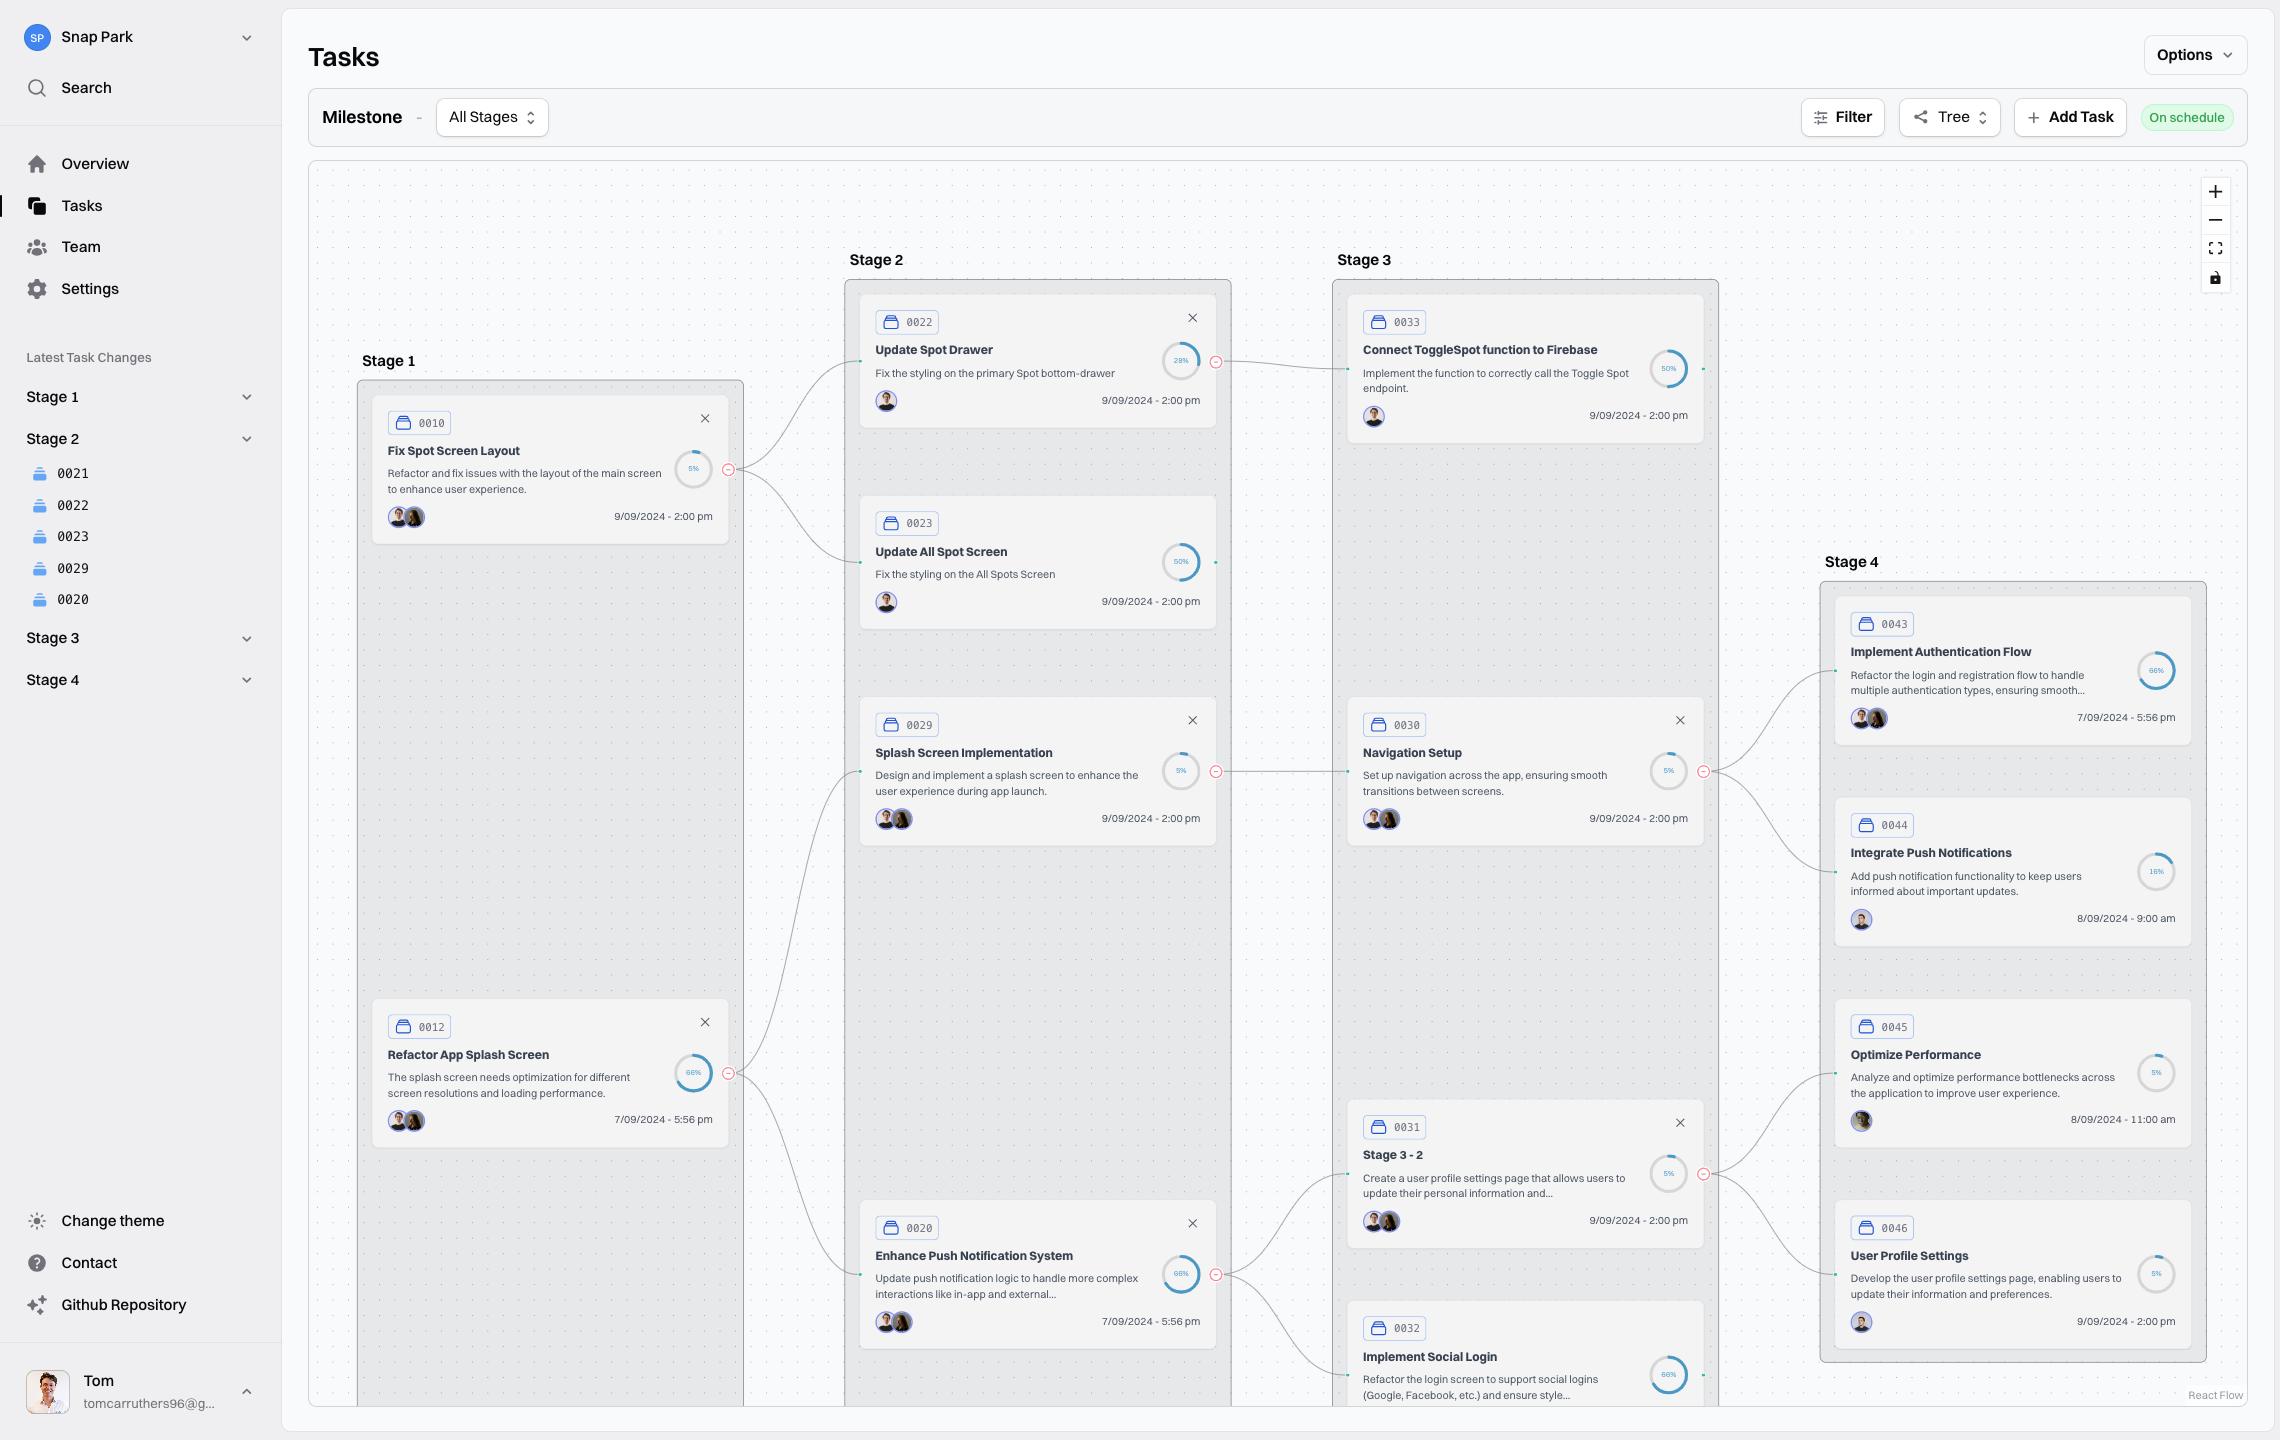 SP
Snap Park
Search
Overview
Tasks
Team
Settings
Latest Task Changes
Stage 1
Stage 2
0021
0022
0023
0029
0020
Stage 3
Stage 4
Change theme
Contact
Github Repository
Tom
tomcarruthers96@g...
Tasks
Options
Milestone - All Stages
Filter
Tree
Add Task
On schedule
Stage 1
0010
Fix Spot Screen Layout
Refactor and fix issues with the layout of the main screen
to enhance user experience.
5%
9/09/2024 - 2:00 pm
0012
Refactor App Splash Screen
The splash screen needs optimization for different
screen resolutions and loading performance.
66%
7/09/2024 - 5:56 pm
Stage 2
0022
Update Spot Drawer
Fix the styling on the primary Spot bottom-drawer
28%
9/09/2024 - 2:00 pm
0023
Update All Spot Screen
Fix the styling on the All Spots Screen
50%
9/09/2024 - 2:00 pm
0029
Splash Screen Implementation
Design and implement a splash screen to enhance the
user experience during app launch.
5%
9/09/2024 - 2:00 pm
0020
Enhance Push Notification System
Update push notification logic to handle more complex
interactions like in-app and external...
66%
7/09/2024 - 5:56 pm
Stage 3
0033
Connect ToggleSpot function to Firebase
Implement the function to correctly call the Toggle Spot
endpoint.
50%
9/09/2024 - 2:00 pm
0030
Navigation Setup
Set up navigation across the app, ensuring smooth
transitions between screens.
5%
9/09/2024 - 2:00 pm
0031
Stage 3 - 2
Create a user profile settings page that allows users to
update their personal information and...
5%
9/09/2024 - 2:00 pm
0032
Implement Social Login
Refactor the login screen to support social logins
(Google, Facebook, etc.) and ensure style...
66%
Stage 4
0043
Implement Authentication Flow
Refactor the login and registration flow to handle
multiple authentication types, ensuring smooth...
66%
7/09/2024 - 5:56 pm
0044
Integrate Push Notifications
Add push notification functionality to keep users
informed about important updates.
16%
8/09/2024 - 9:00 am
0045
Optimize Performance
Analyze and optimize performance bottlenecks across
the application to improve user experience.
5%
8/09/2024 - 11:00 am
0046
User Profile Settings
Develop the user profile settings page, enabling users to
update their information and preferences.
5%
9/09/2024 - 2:00 pm
React Flow